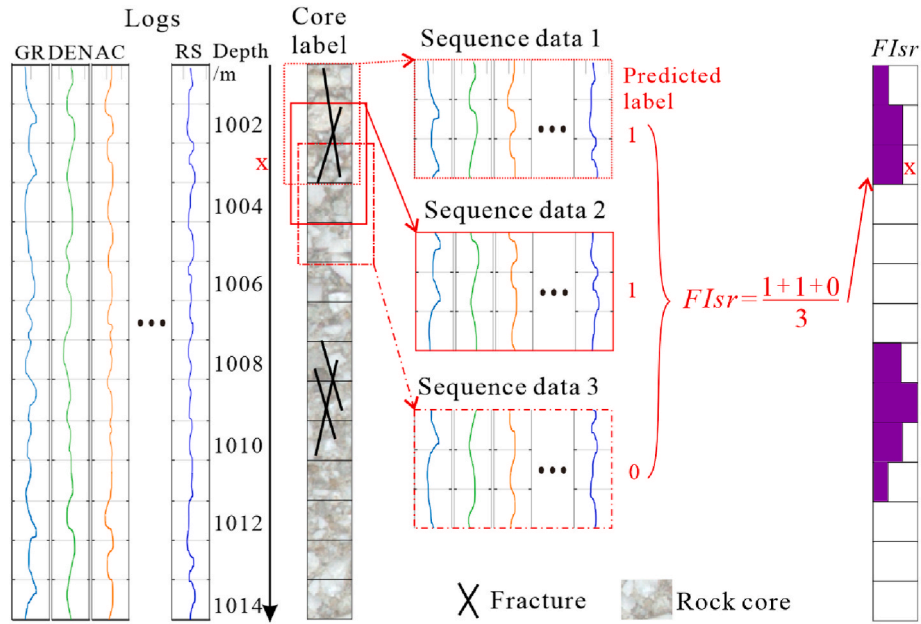 Logs
GR DEN AC ••• RS
Depth
/m
1002
x
1004
1006
1008
1010
1012
1014
Core
label
Sequence data 1
•••
Sequence data 2
•••
Sequence data 3
•••
Predicted
label
1
1
0
FIsr = (1+1+0)/3
FIsr
x
Fracture
Rock core